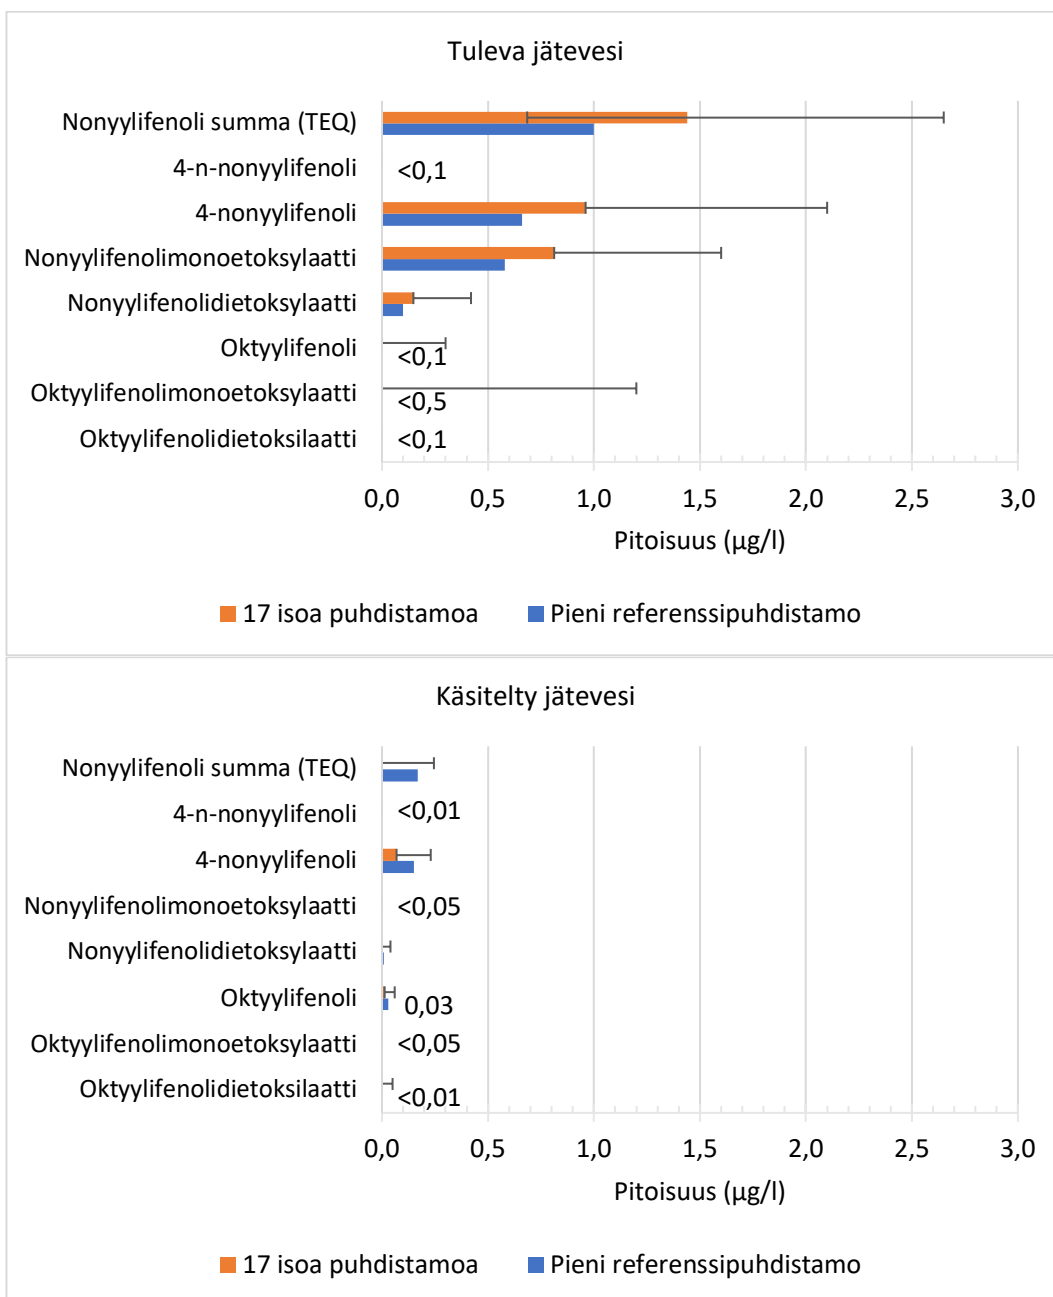 Tuleva jätevesi
Nonyylifenoli summa (TEQ)
4-n-nonyylifenoli <0,1
4-nonyylifenoli
Nonyylifenolimonoetoksylaatti
Nonyylifenolidietoksylaatti
Oktyylifenoli <0,1
Oktyylifenolimonoetoksylaatti <0,5
Oktyylifenolidietoksilaatti <0,1
0,0 0,5 1,0 1,5 2,0 2,5 3,0
Pitoisuus (µg/l)
17 isoa puhdistamoa Pieni referenssipuhdistamo
Käsitelty jätevesi
Nonyylifenoli summa (TEQ)
4-n-nonyylifenoli <0,01
4-nonyylifenoli
Nonyylifenolimonoetoksylaatti <0,05
Nonyylifenolidietoksylaatti
Oktyylifenoli 0,03
Oktyylifenolimonoetoksylaatti <0,05
Oktyylifenolidietoksilaatti <0,01
0,0 0,5 1,0 1,5 2,0 2,5 3,0
Pitoisuus (µg/l)
17 isoa puhdistamoa Pieni referenssipuhdistamo